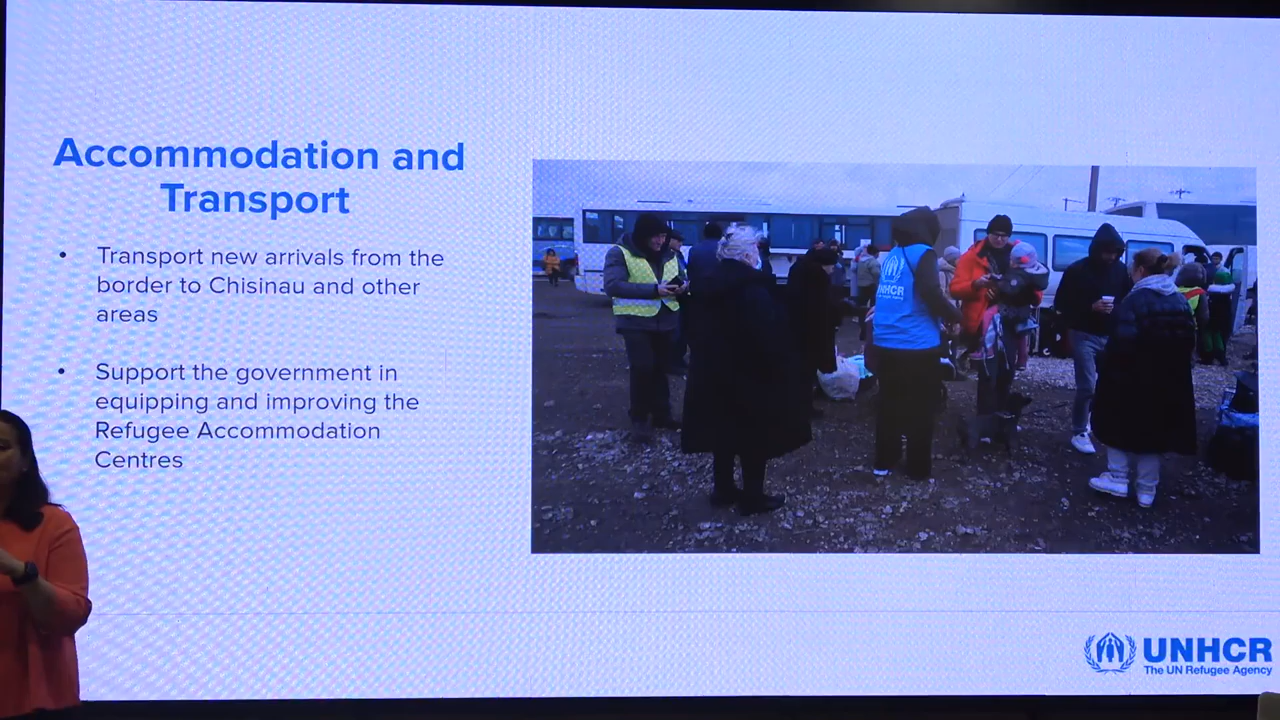 Accommodation and
Transport
• Transport new arrivals from the
border to Chisinau and other
areas
• Support the government in
equipping and improving the
Refugee Accommodation
Centres
UNHCR
UNHCR
The UN Refugee Agency